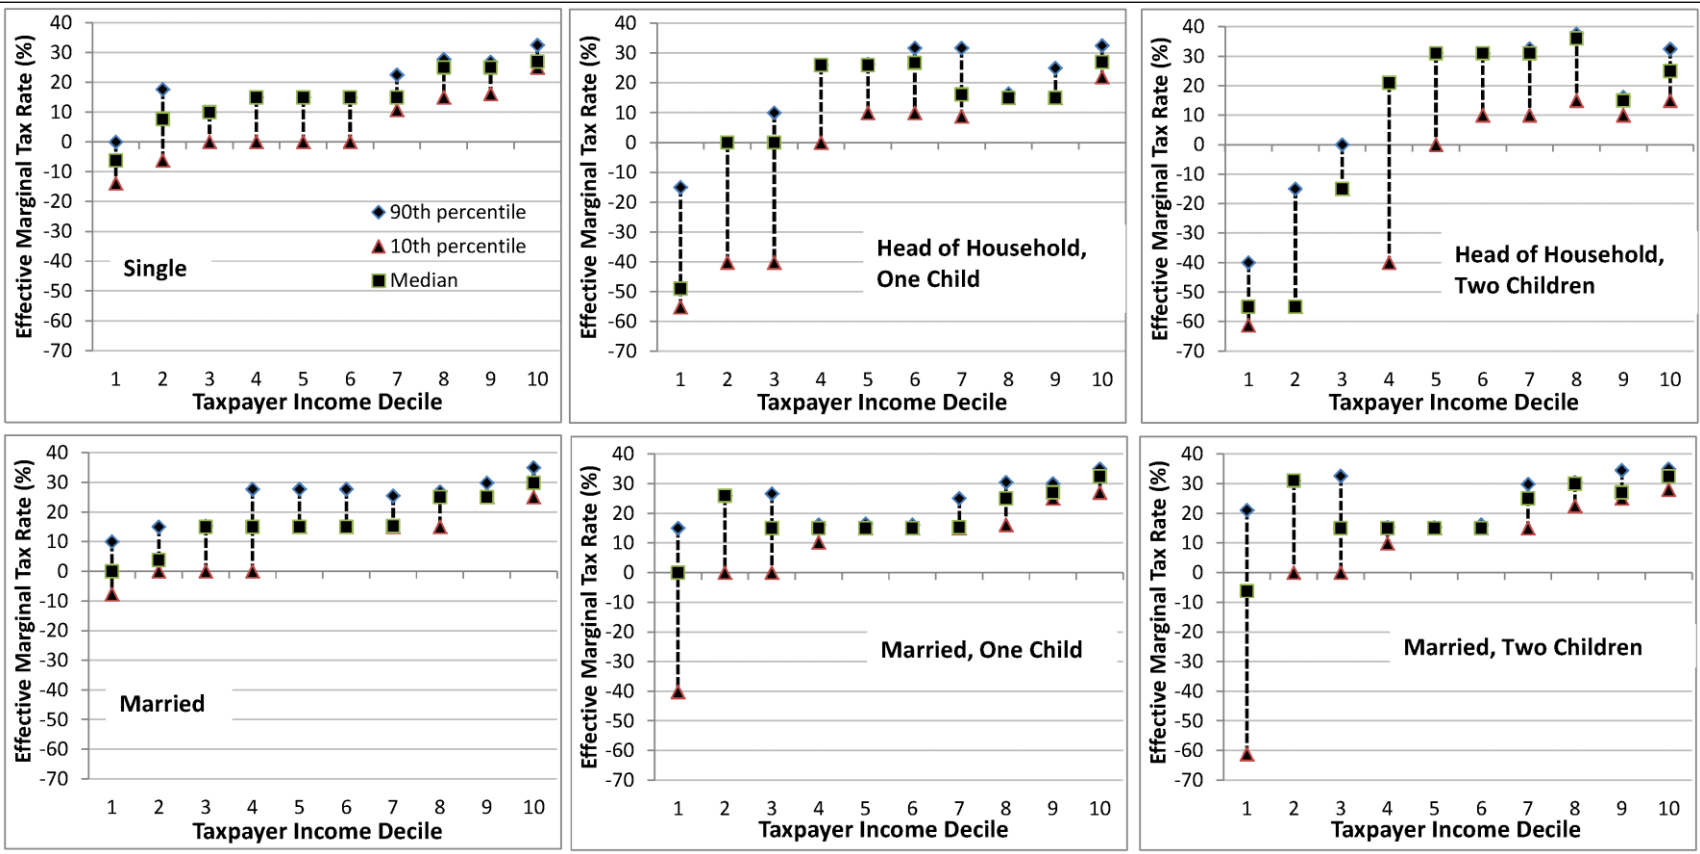 Effective Marginal Tax Rate (%)
40
30
20
10
0
-10
-20
-30
-40
-50
-60
-70
90th percentile
10th percentile
Median
Single
1 2 3 4 5 6 7 8 9 10
Taxpayer Income Decile
Effective Marginal Tax Rate (%)
40
30
20
10
0
-10
-20
-30
-40
-50
-60
-70
Head of Household,
One Child
1 2 3 4 5 6 7 8 9 10
Taxpayer Income Decile
Effective Marginal Tax Rate (%)
40
30
20
10
0
-10
-20
-30
-40
-50
-60
-70
Head of Household,
Two Children
1 2 3 4 5 6 7 8 9 10
Taxpayer Income Decile
Effective Marginal Tax Rate (%)
40
30
20
10
0
-10
-20
-30
-40
-50
-60
-70
Married
1 2 3 4 5 6 7 8 9 10
Taxpayer Income Decile
Effective Marginal Tax Rate (%)
40
30
20
10
0
-10
-20
-30
-40
-50
-60
-70
Married, One Child
1 2 3 4 5 6 7 8 9 10
Taxpayer Income Decile
Effective Marginal Tax Rate (%)
40
30
20
10
0
-10
-20
-30
-40
-50
-60
-70
Married, Two Children
1 2 3 4 5 6 7 8 9 10
Taxpayer Income Decile